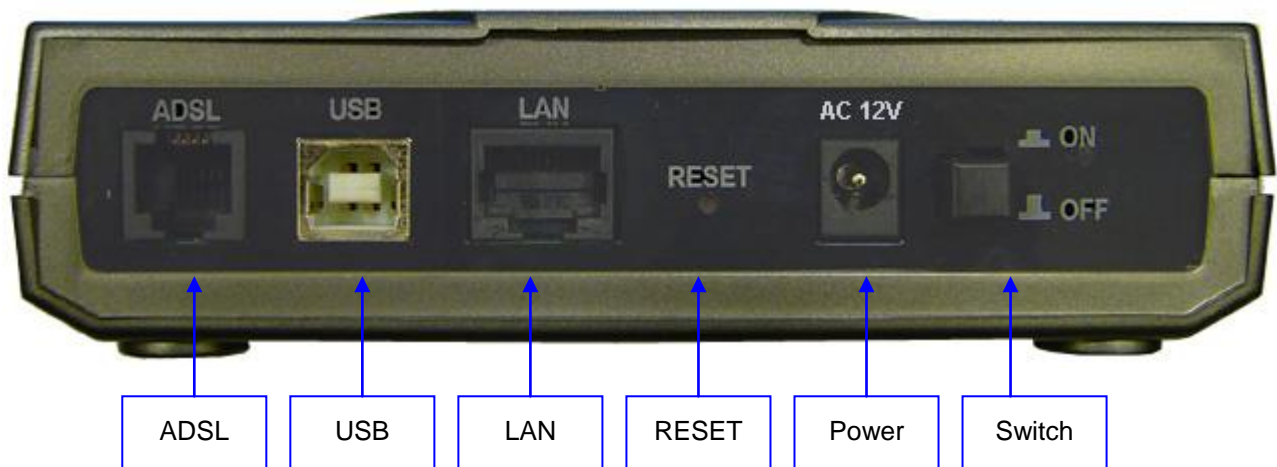 ADSL USB LAN AC 12V
ON
RESET
OFF
ADSL USB LAN RESET Power Switch